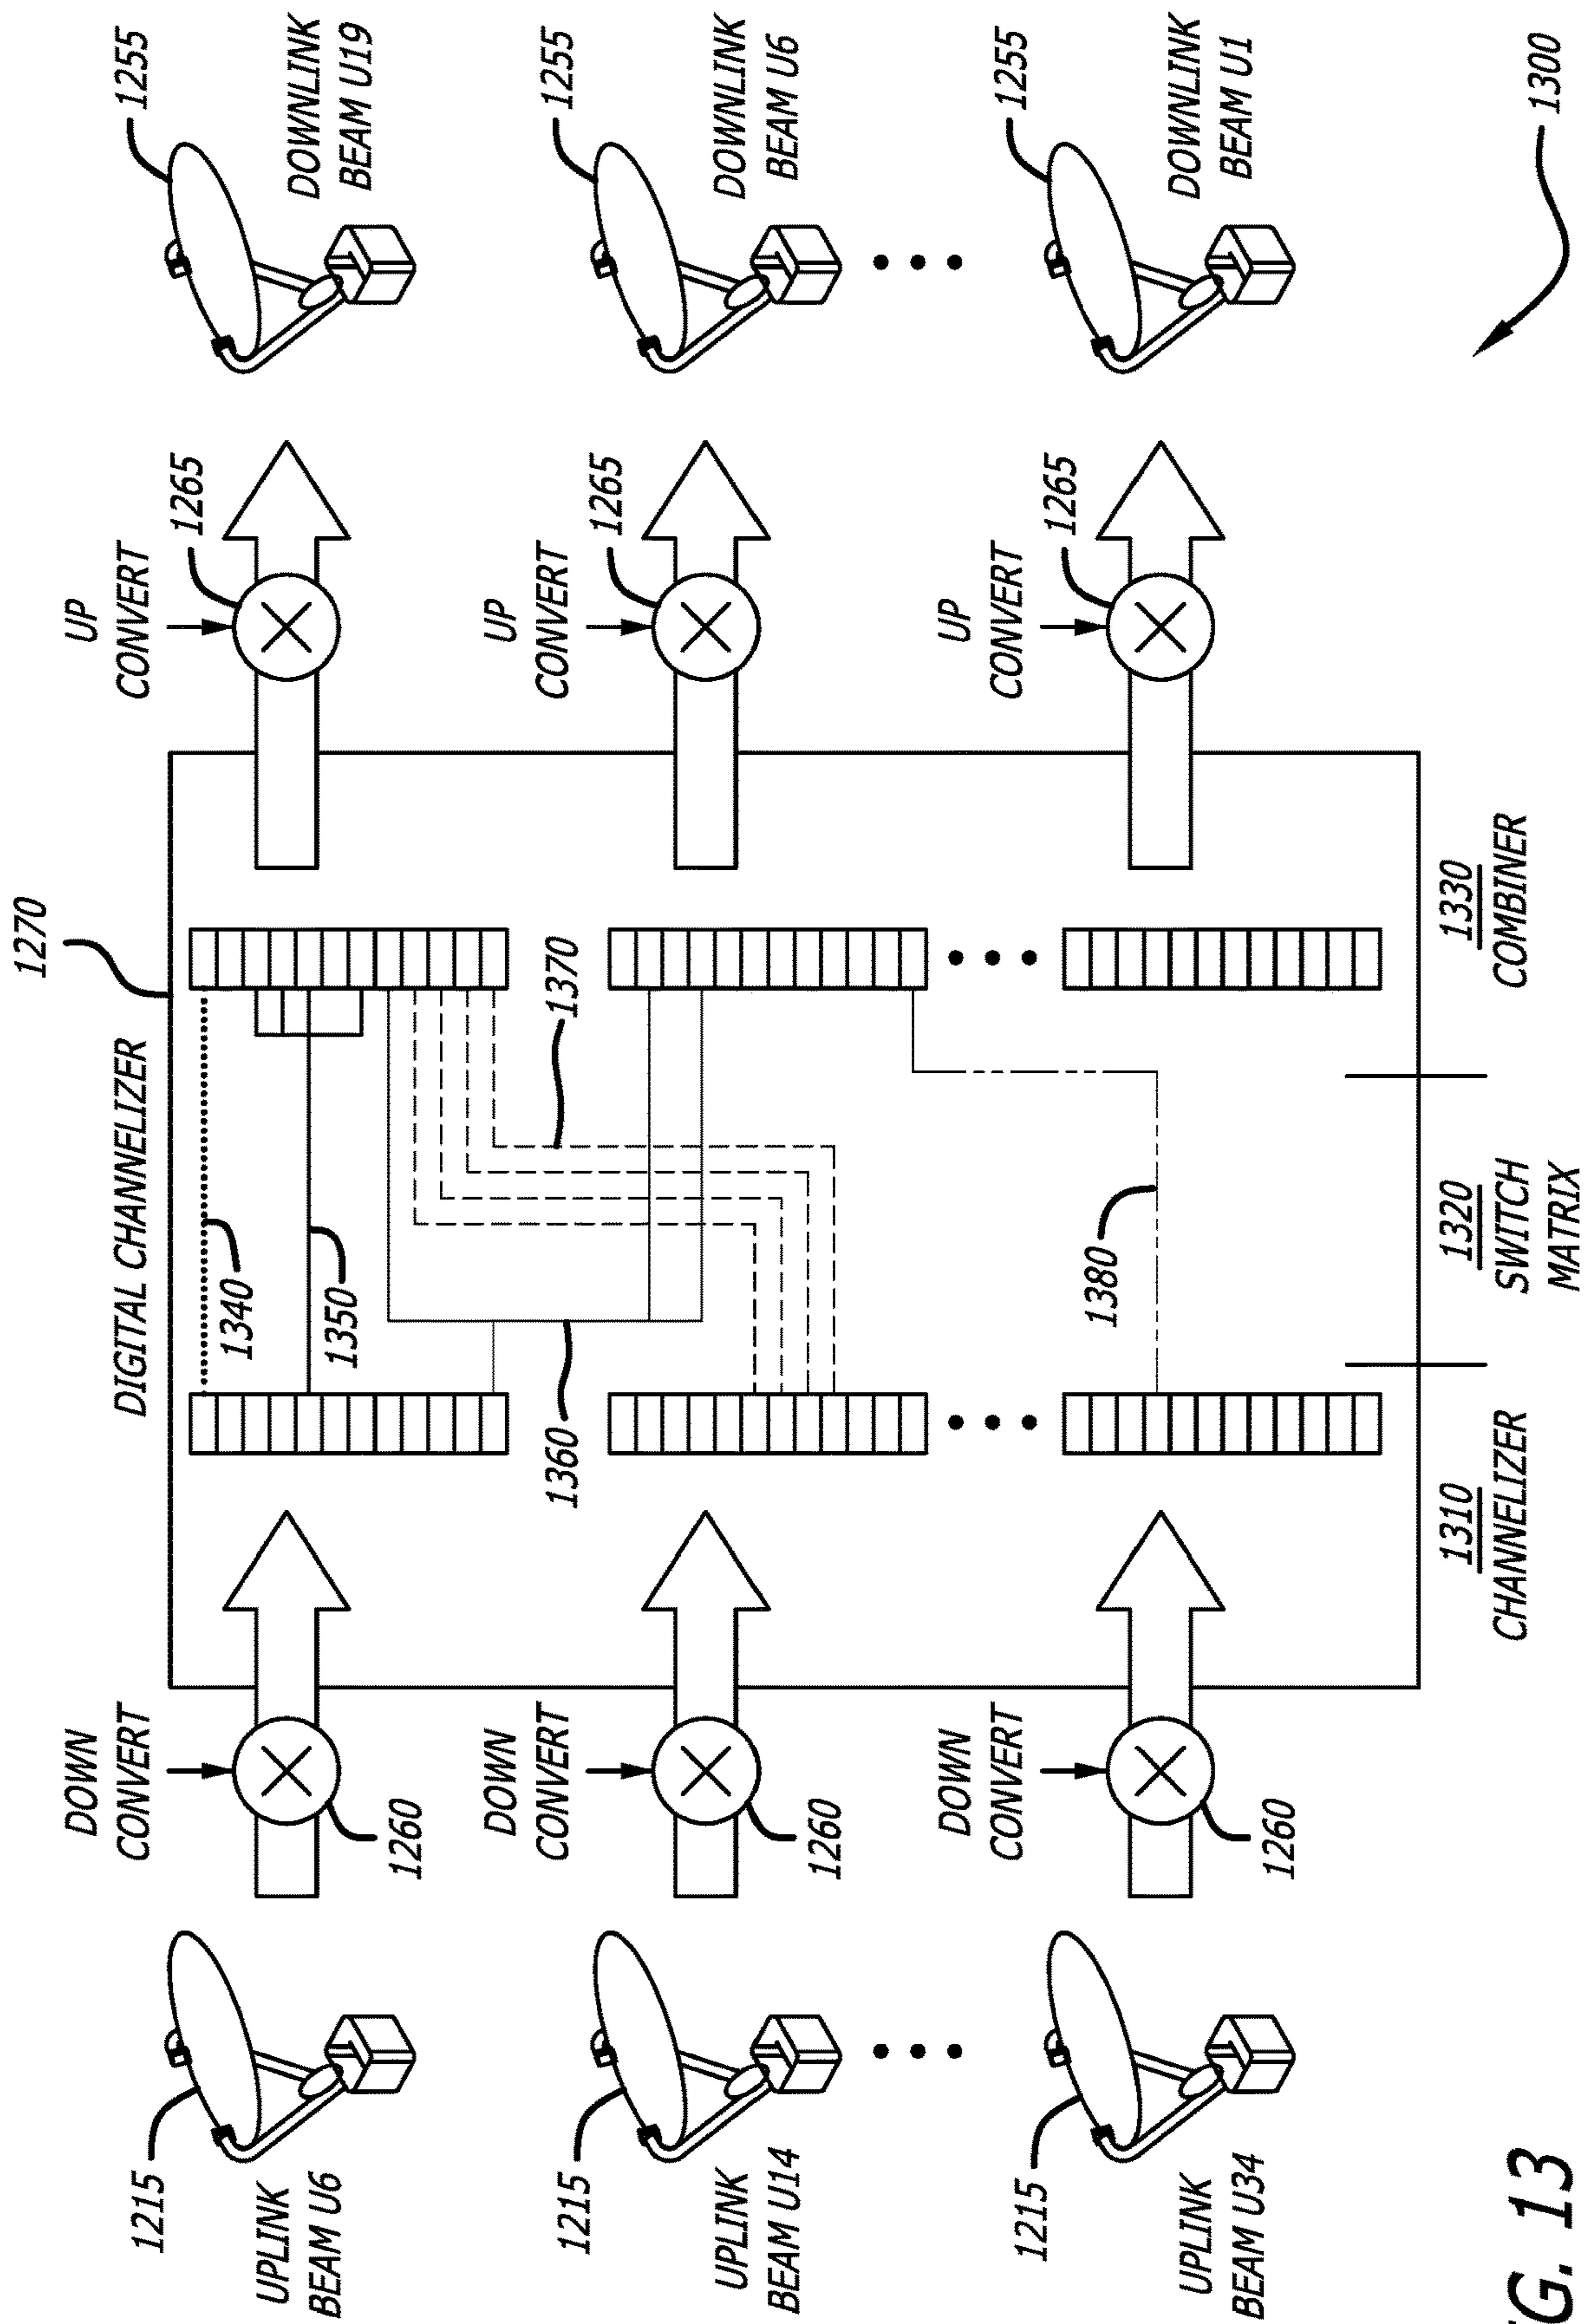 1270
DIGITAL CHANNELIZER
1215
UPLINK
BEAM U6
DOWN
CONVERT
1260
1340
1350
1360
1370
UP
CONVERT
1265
1255
DOWNLINK
BEAM U19
1215
UPLINK
BEAM U14
DOWN
CONVERT
1260
UP
CONVERT
1265
1255
DOWNLINK
BEAM U6
1215
UPLINK
BEAM U34
DOWN
CONVERT
1260
1380
UP
CONVERT
1265
1255
DOWNLINK
BEAM U1
1310
CHANNELIZER
1320
SWITCH
MATRIX
1330
COMBINER
1300
G. 13